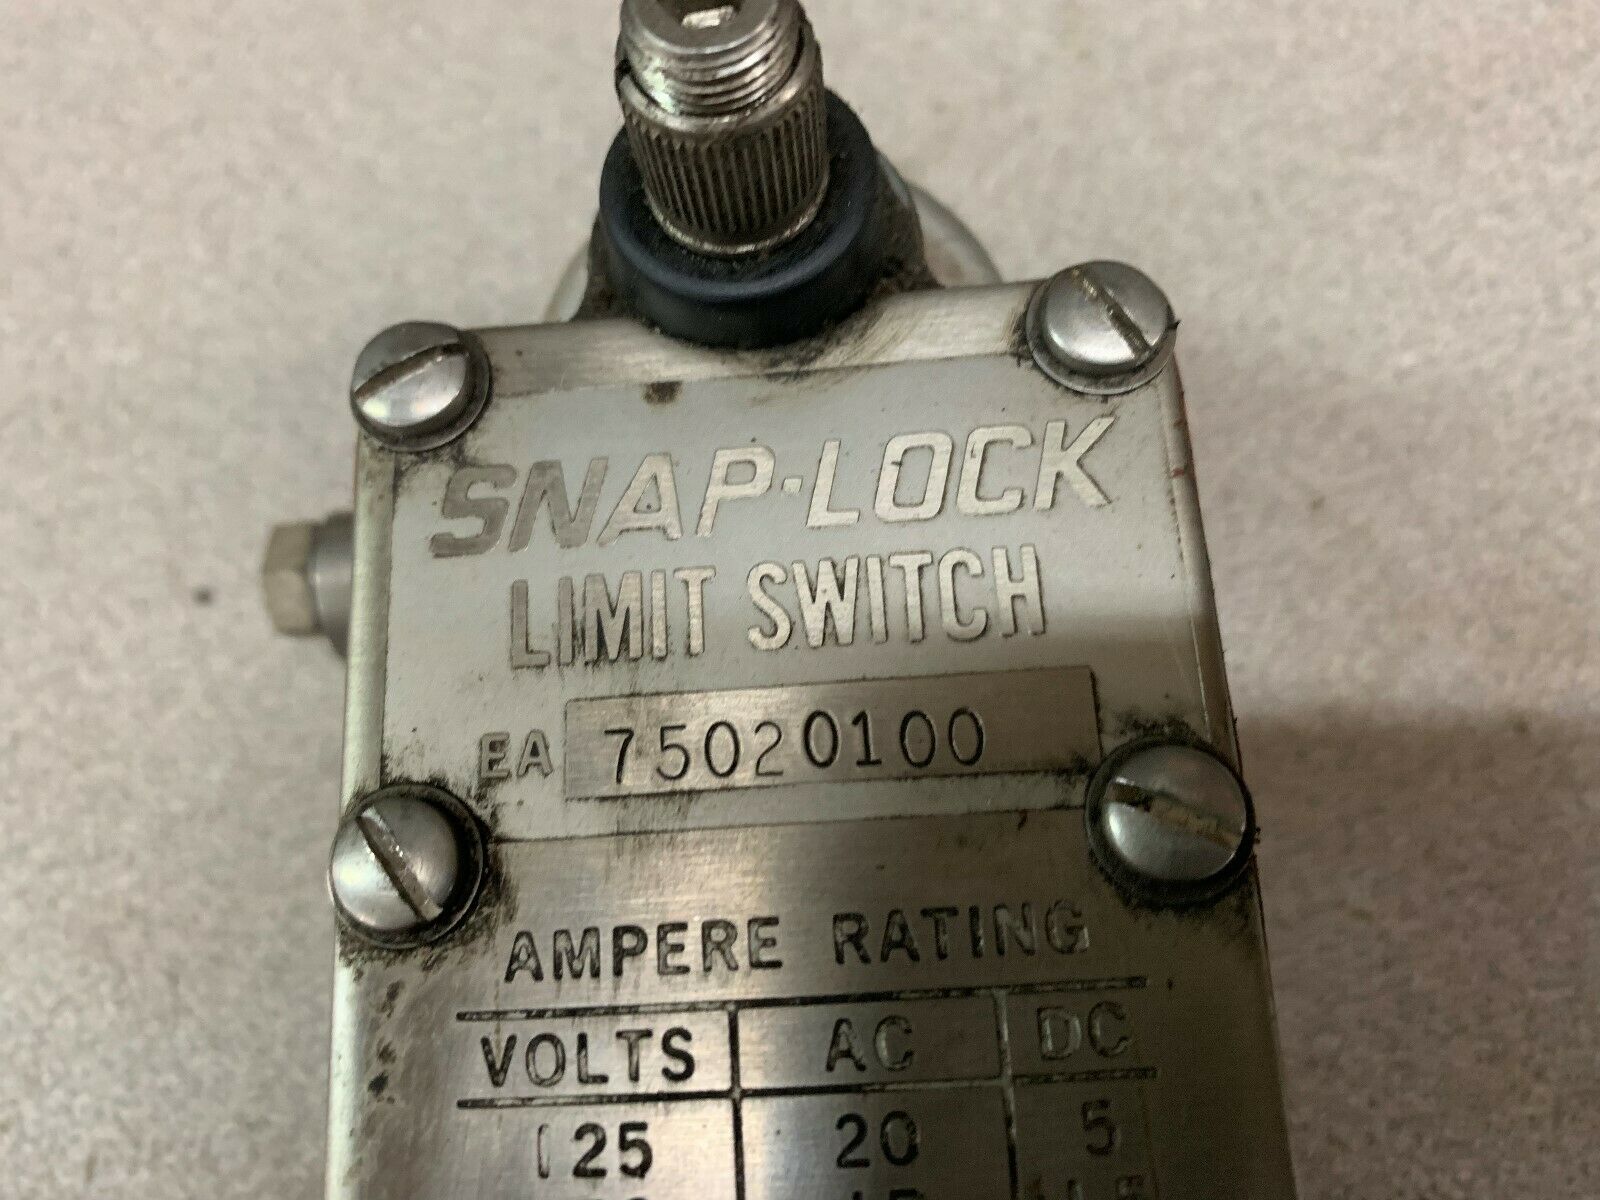 SNAP-LOCK
LIMIT SWITCH
EA 75020100
AMPERE RATING
VOLTS AC DC
125 20 5